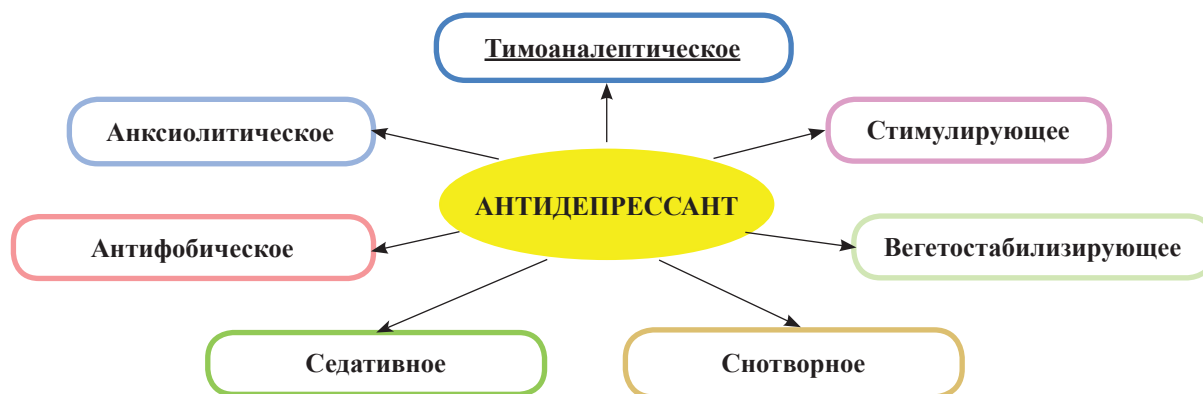 Тимоаналептическое
Анксиолитическое
Стимулирующее
АНТИДЕПРЕССАНТ
Антифобическое
Вегетостабилизирующее
Седативное
Снотворное